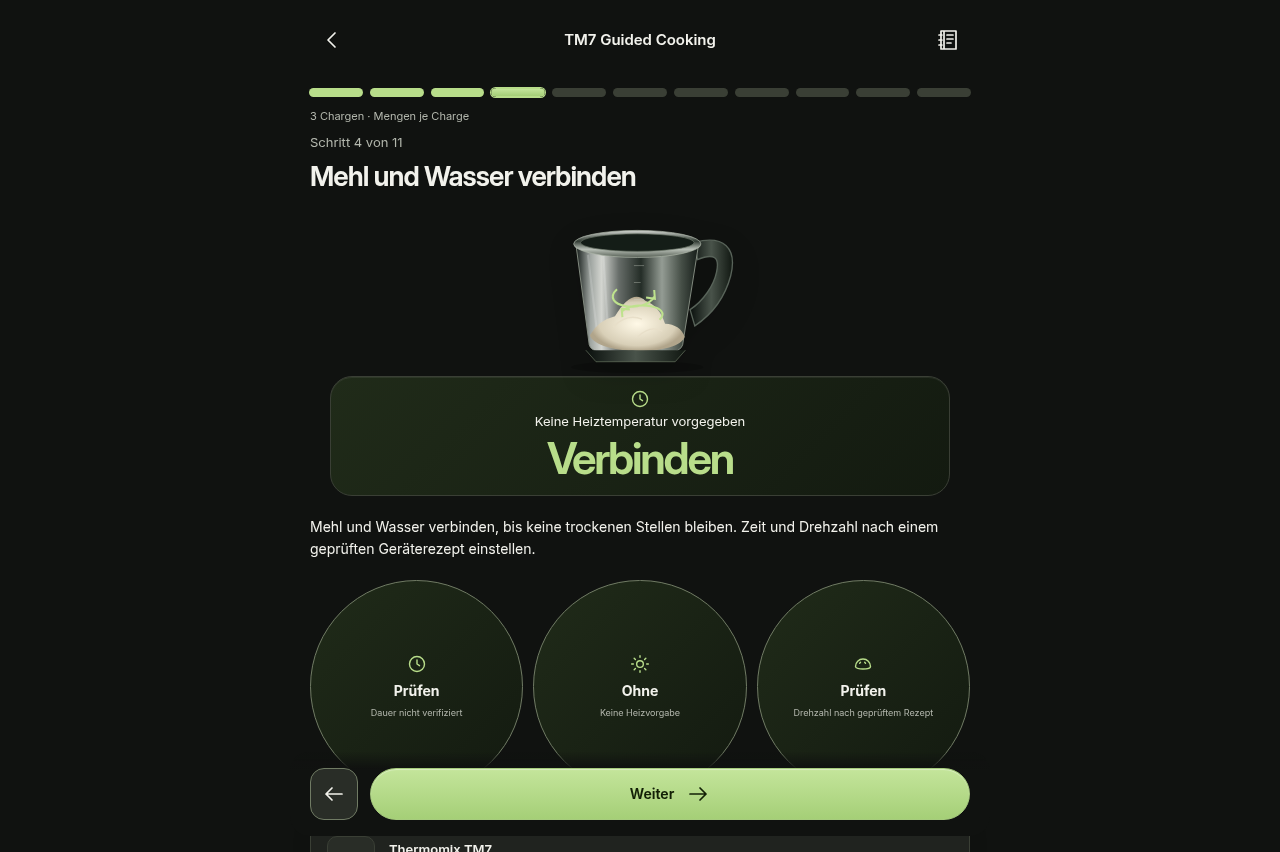 TM7 Guided Cooking
3 Chargen · Mengen je Charge
Schritt 4 von 11
Mehl und Wasser verbinden
Keine Heiztemperatur vorgegeben
Verbinden
Mehl und Wasser verbinden, bis keine trockenen Stellen bleiben. Zeit und Drehzahl nach einem
geprüften Geräterezept einstellen.
Prüfen
Dauer nicht verifiziert
Ohne
Keine Heizvorgabe
Prüfen
Drehzahl nach geprüftem Rezept
Weiter
Thermomix TM7